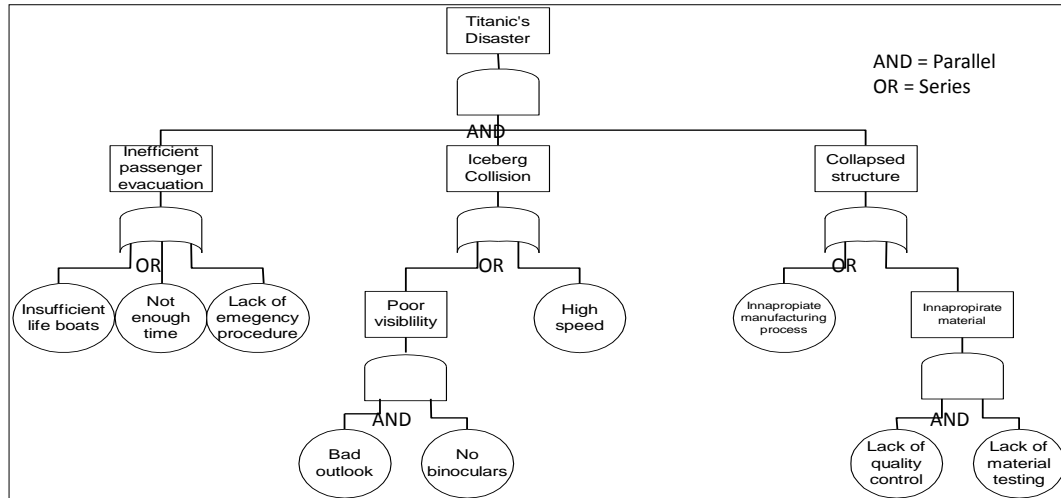 Titanic's
Disaster
AND = Parallel
OR = Series
AND
Inefficient
passenger
evacuation
Iceberg
Collision
Collapsed
structure
OR
OR
OR
Insufficient
life boats
Not
enough
time
Lack of
emegency
procedure
Poor
visiblility
High
speed
Innapropiate
manufacturing
process
Innapropirate
material
AND
AND
Bad
outlook
No
binoculars
Lack of
quality
control
Lack of
material
testing